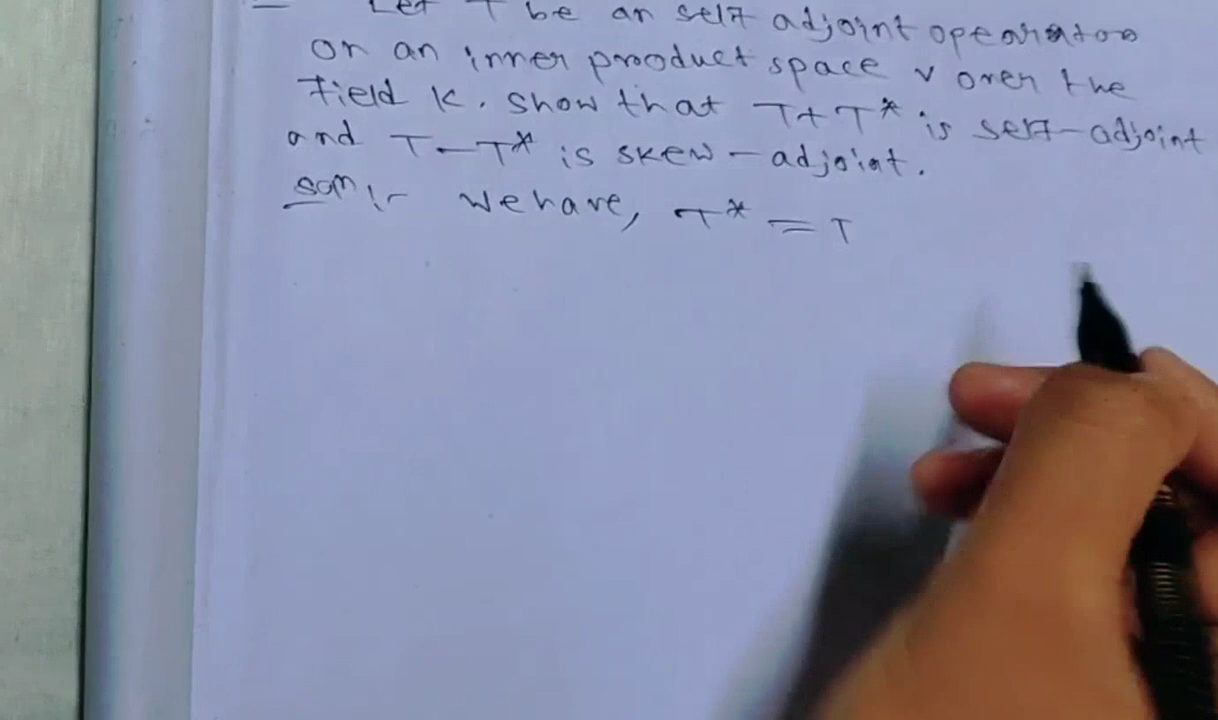 Let T be an self adjoint opearator
on an inner product space V over the
field K. show that T+T* is self-adjoint
and T-T* is skew-adjoint.
Soln :- we have, T* = T